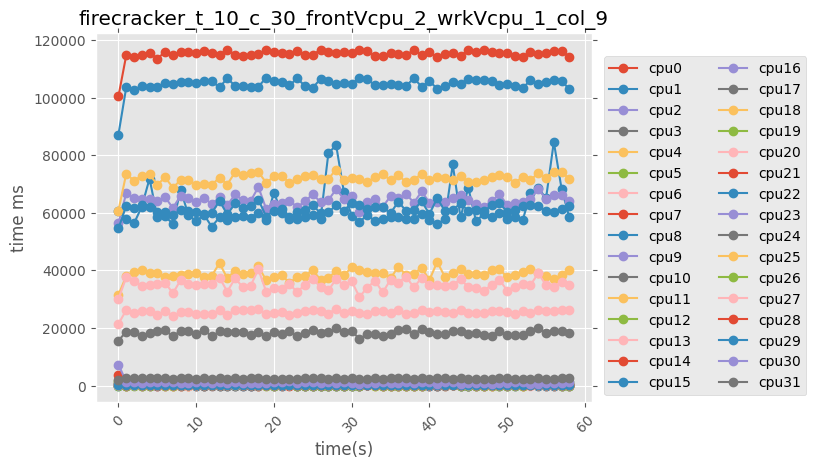 firecracker_t_10_c_30_frontVcpu_2_wrkVcpu_1_col_9
120000
100000
80000
60000
40000
20000
0
time ms
0
10
20
30
40
50
60
time(s)
cpu0
cpu1
cpu2
cpu3
cpu4
cpu5
cpu6
cpu7
cpu8
cpu9
cpu10
cpu11
cpu12
cpu13
cpu14
cpu15
cpu16
cpu17
cpu18
cpu19
cpu20
cpu21
cpu22
cpu23
cpu24
cpu25
cpu26
cpu27
cpu28
cpu29
cpu30
cpu31